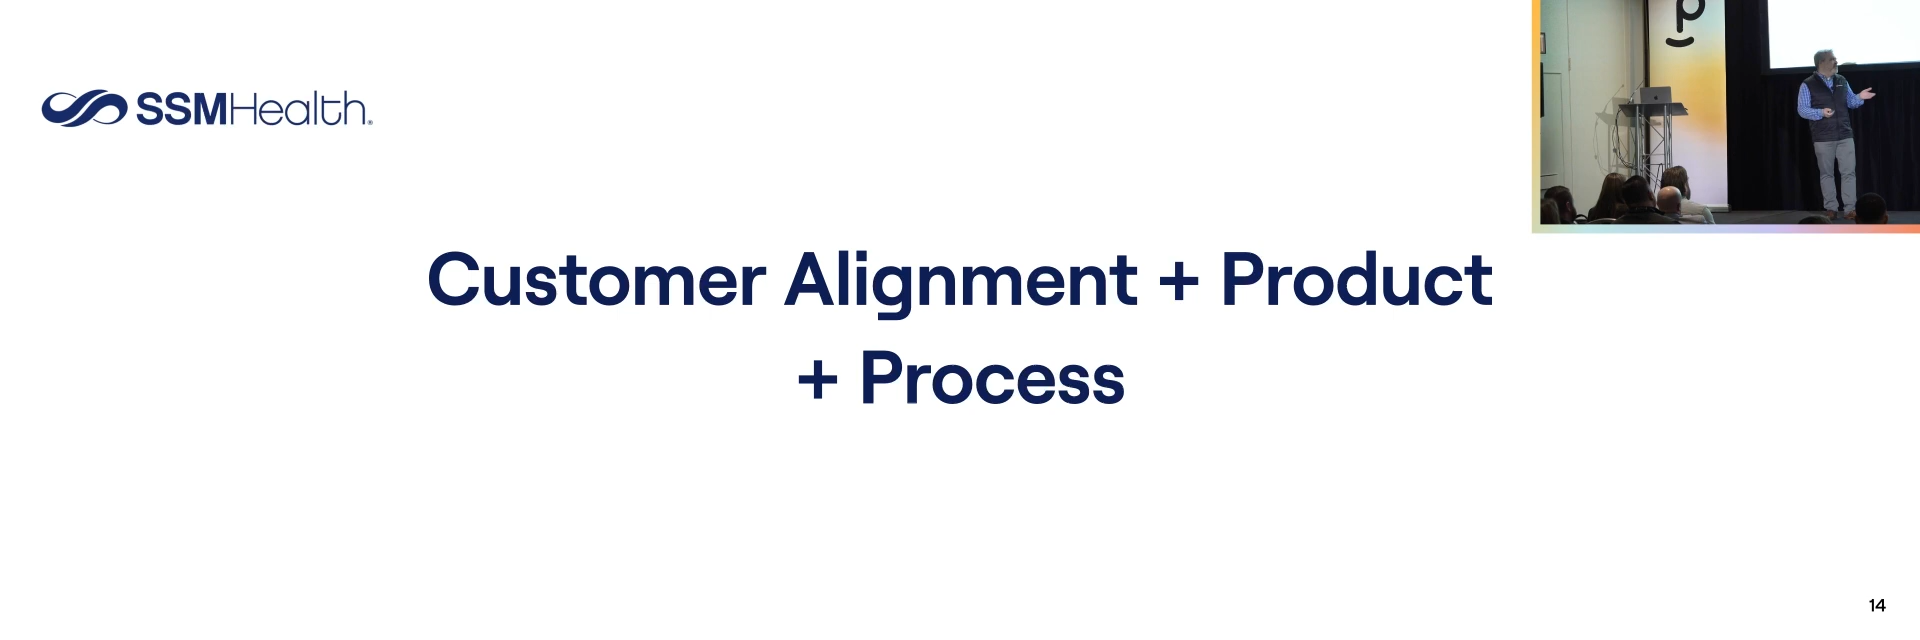 SSMHealth®
p
Customer Alignment + Product
+ Process
14